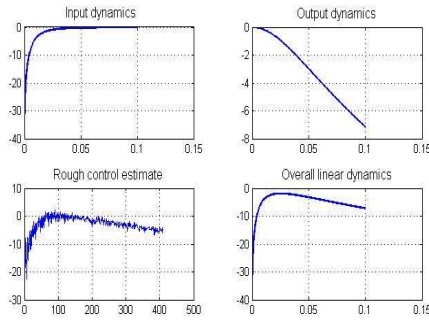 Input dynamics
0
-10
-20
-30
-40
0 0.05 0.1 0.15
Output dynamics
0
-2
-4
-6
-8
0 0.05 0.1 0.15
Rough control estimate
10
0
-10
-20
-30
0 100 200 300 400 500
Overall linear dynamics
0
-10
-20
-30
-40
0 0.05 0.1 0.15